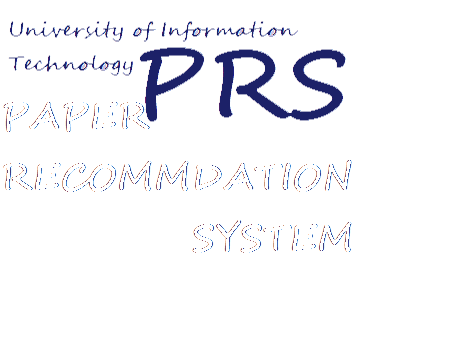 University of Information
Technology
PRS
PAPER
RECOMMDATION
SYSTEM